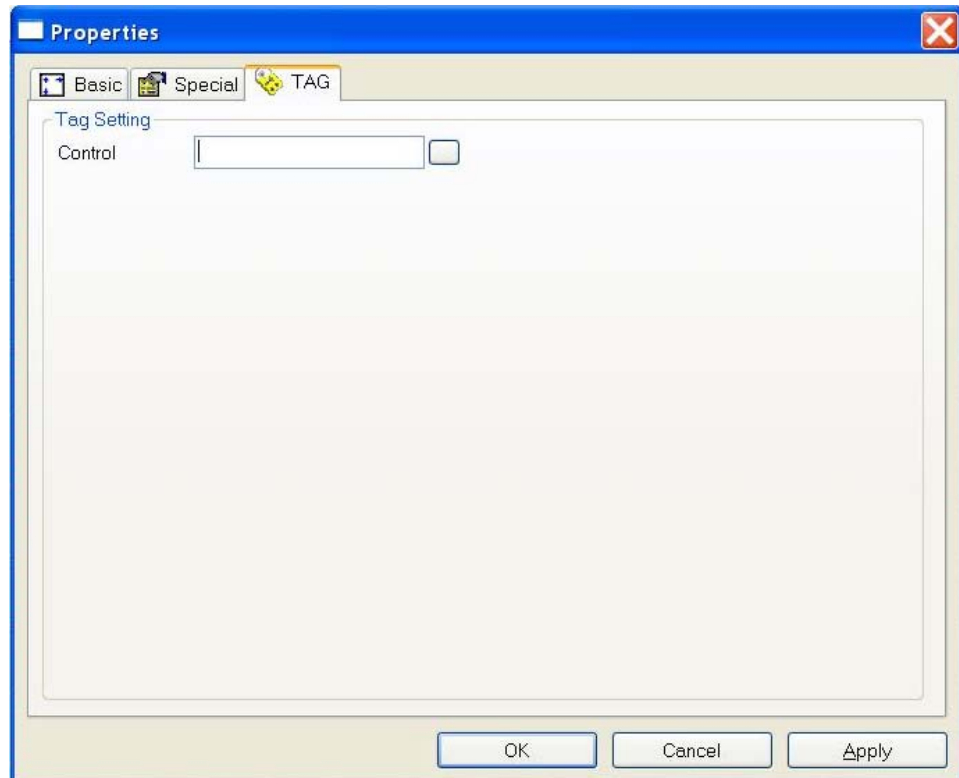 Properties
Basic Special TAG
Tag Setting
Control
OK Cancel Apply